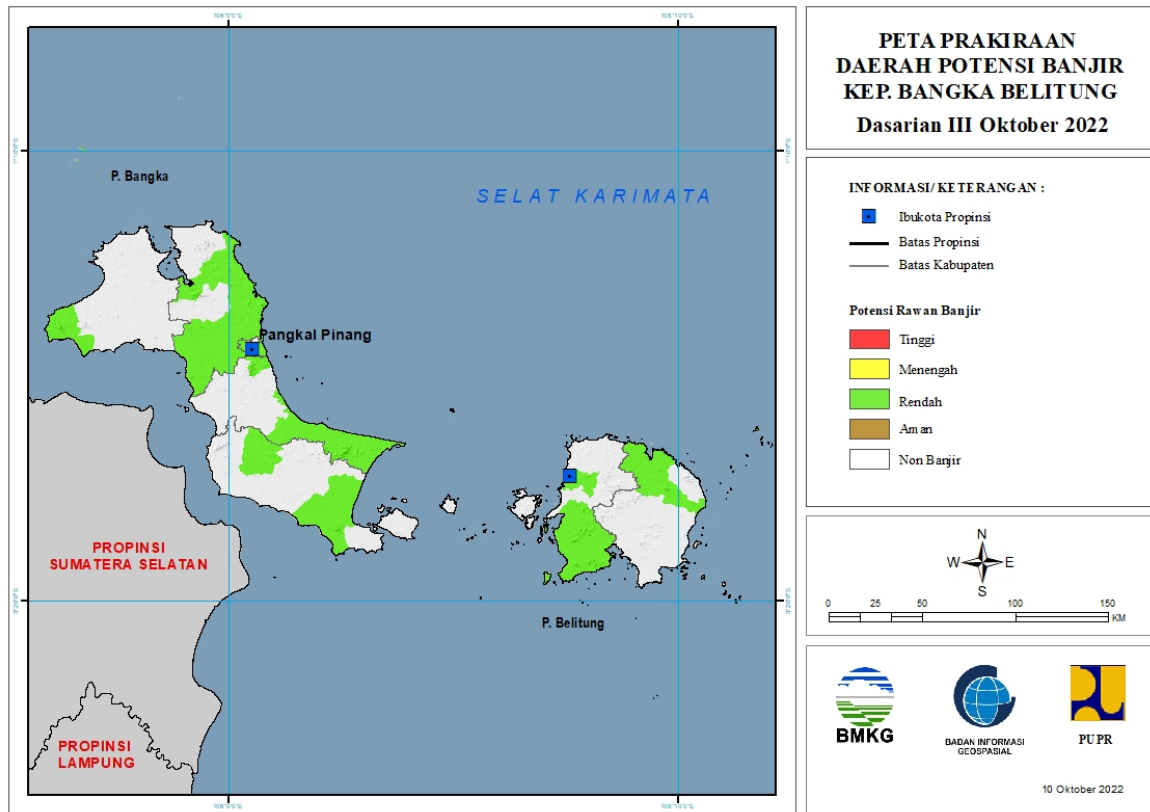 PETA PRAKIRAAN
DAERAH POTENSI BANJIR
KEP. BANGKA BELITUNG
Dasarian III Oktober 2022
P. Bangka
SELAT KARIMATA
Pangkal Pinang
PROPINSI
SUMATERA SELATAN
P. Belitung
PROPINSI
LAMPUNG
INFORMASI/ KETERANGAN :
Ibukota Propinsi
Batas Propinsi
Batas Kabupaten
Potensi Rawan Banjir
Tinggi
Menengah
Rendah
Aman
Non Banjir
N
W E
S
0 25 50 100 150
KM
BMKG
BADAN INFORMASI
GEOSPASIAL
PUPR
10 Oktober 2022